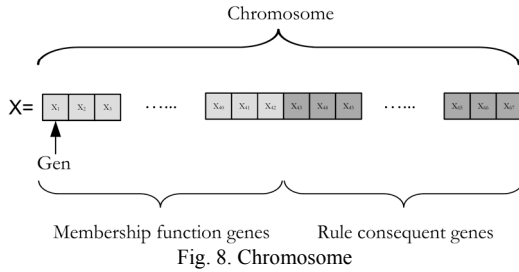 Chromosome
X= X₁ X₂ X₃ ...... X₄₀ X₄₁ X₄₂ X₄₃ X₄₄ X₄₅ ...... X₆₅ X₆₆ X₆₇
Gen
Membership function genes Rule consequent genes
Fig. 8. Chromosome